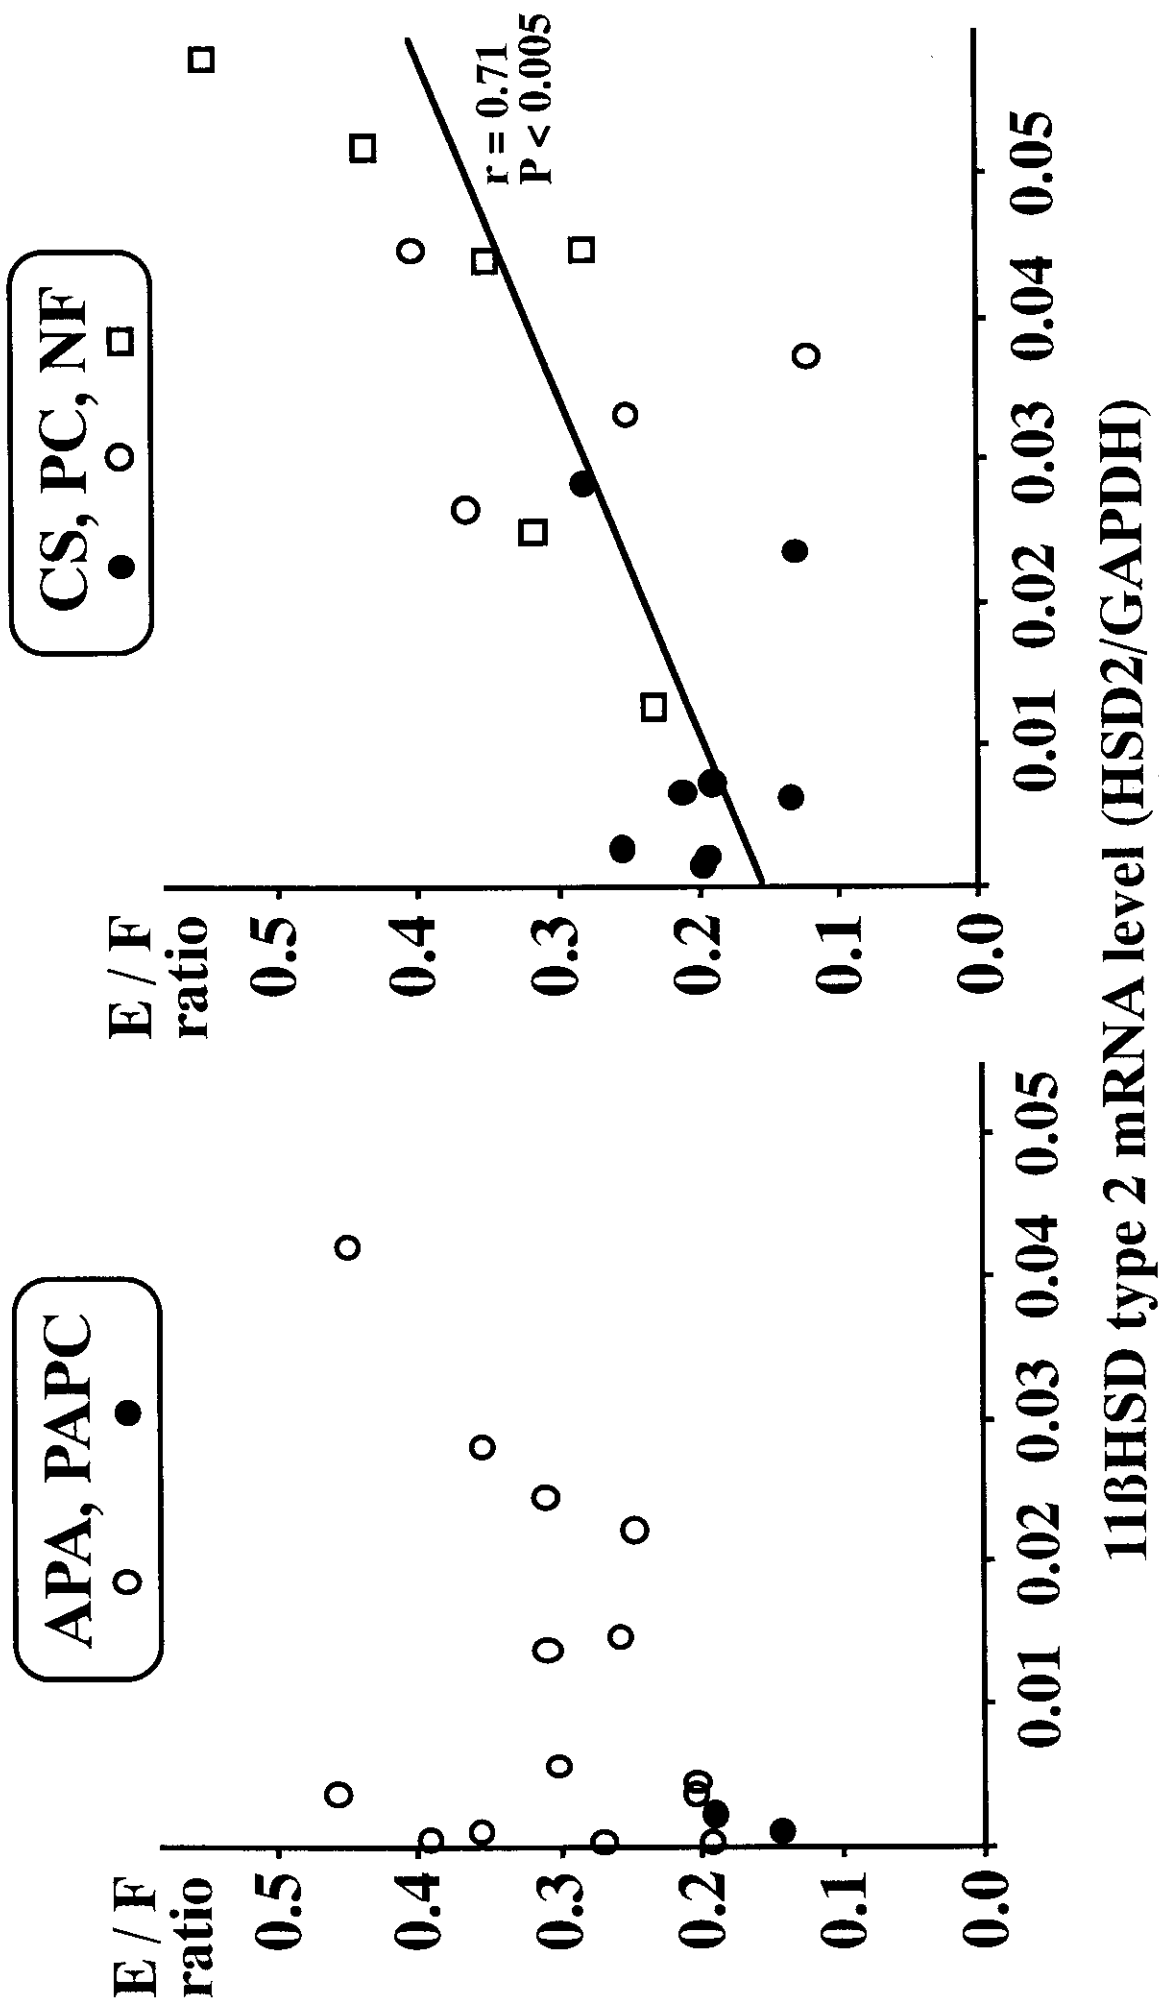 APA, PAPC
E / F
ratio
0.5
0.4
0.3
0.2
0.1
0.0
0.01 0.02 0.03 0.04 0.05
CS, PC, NF
E / F
ratio
0.5
0.4
0.3
0.2
0.1
0.0
r = 0.71
P < 0.005
0.01 0.02 0.03 0.04 0.05
11βHSD type 2 mRNA level (HSD2/GAPDH)